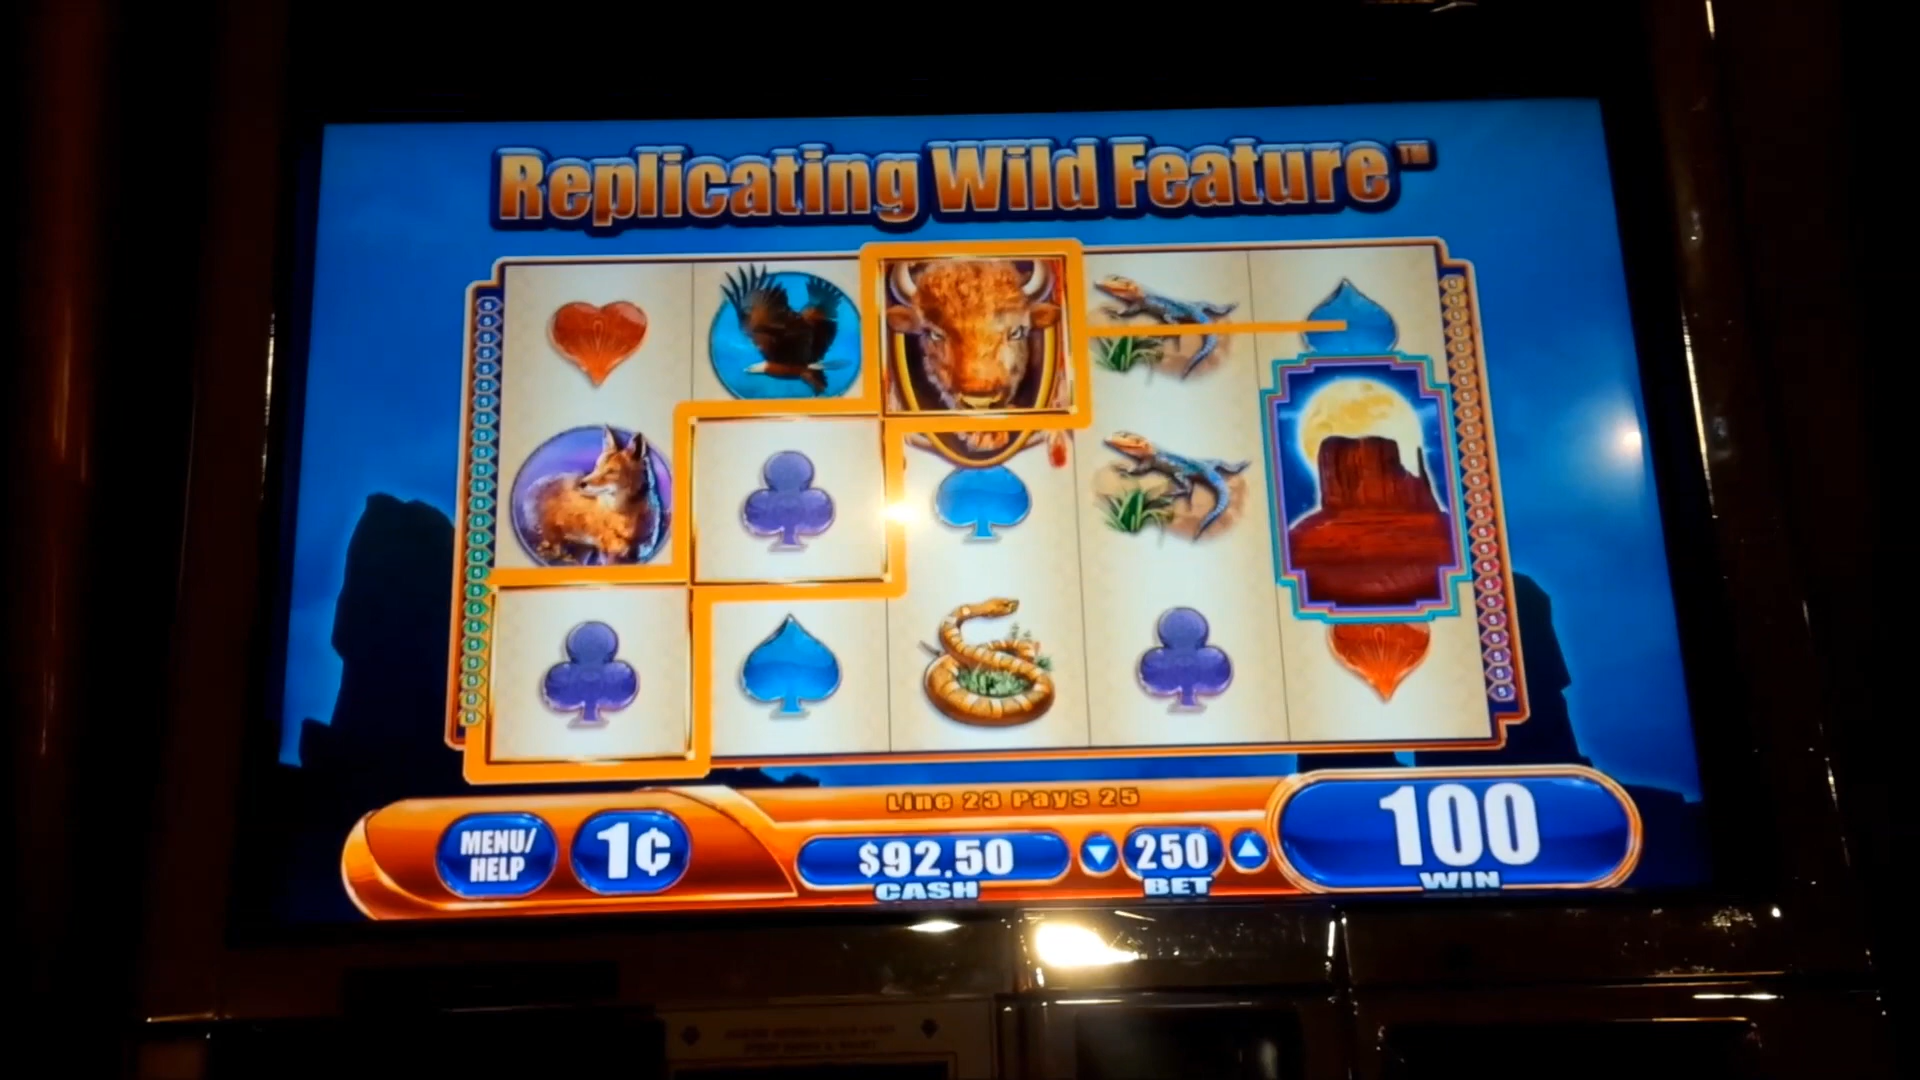 Replicating Wild Feature™
Line 23 Pays 25
MENU/
HELP
1¢
$92.50
CASH
250
BET
100
WIN